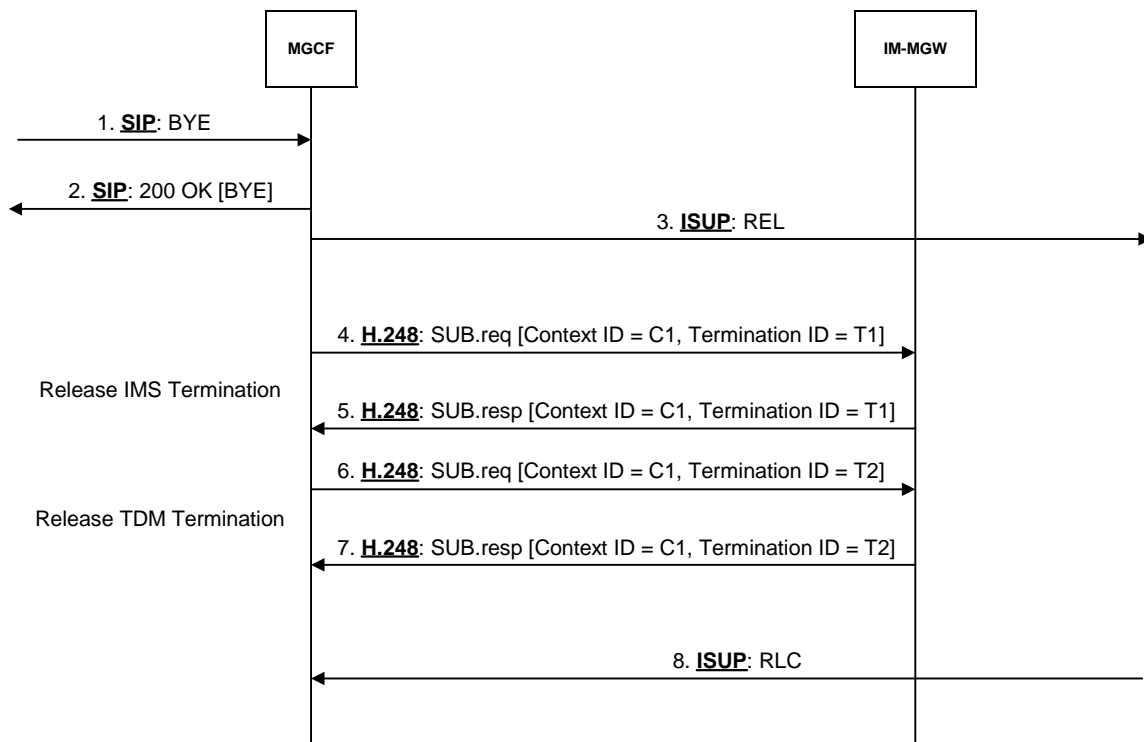 MGCF
IM-MGW
1. SIP: BYE
2. SIP: 200 OK [BYE]
3. ISUP: REL
4. H.248: SUB.req [Context ID = C1, Termination ID = T1]
Release IMS Termination
5. H.248: SUB.resp [Context ID = C1, Termination ID = T1]
6. H.248: SUB.req [Context ID = C1, Termination ID = T2]
Release TDM Termination
7. H.248: SUB.resp [Context ID = C1, Termination ID = T2]
8. ISUP: RLC